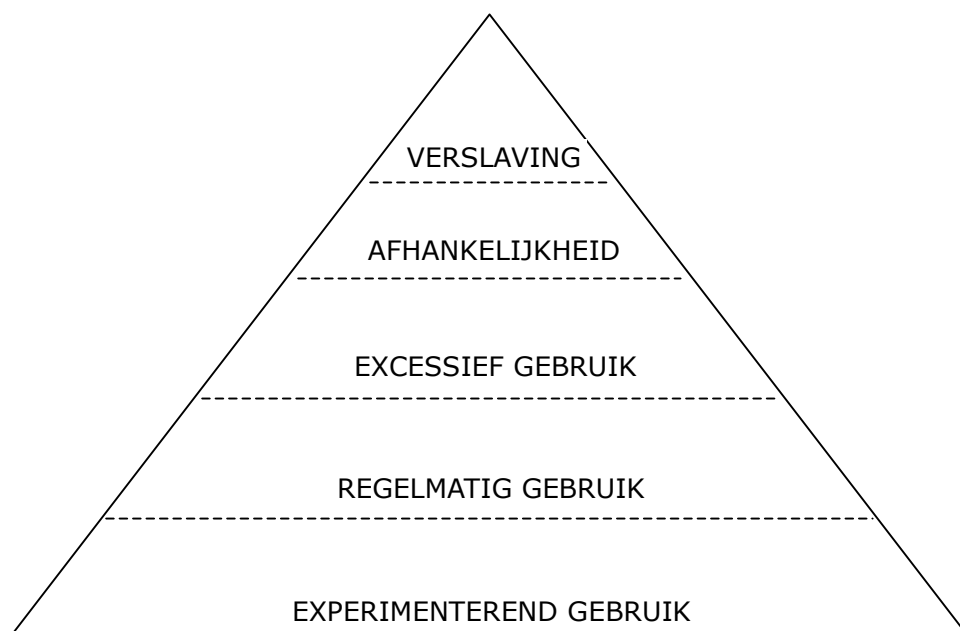 VERSLAVING
AFHANKELIJKHEID
EXCESSIEF GEBRUIK
REGELMATIG GEBRUIK
EXPERIMENTEREND GEBRUIK